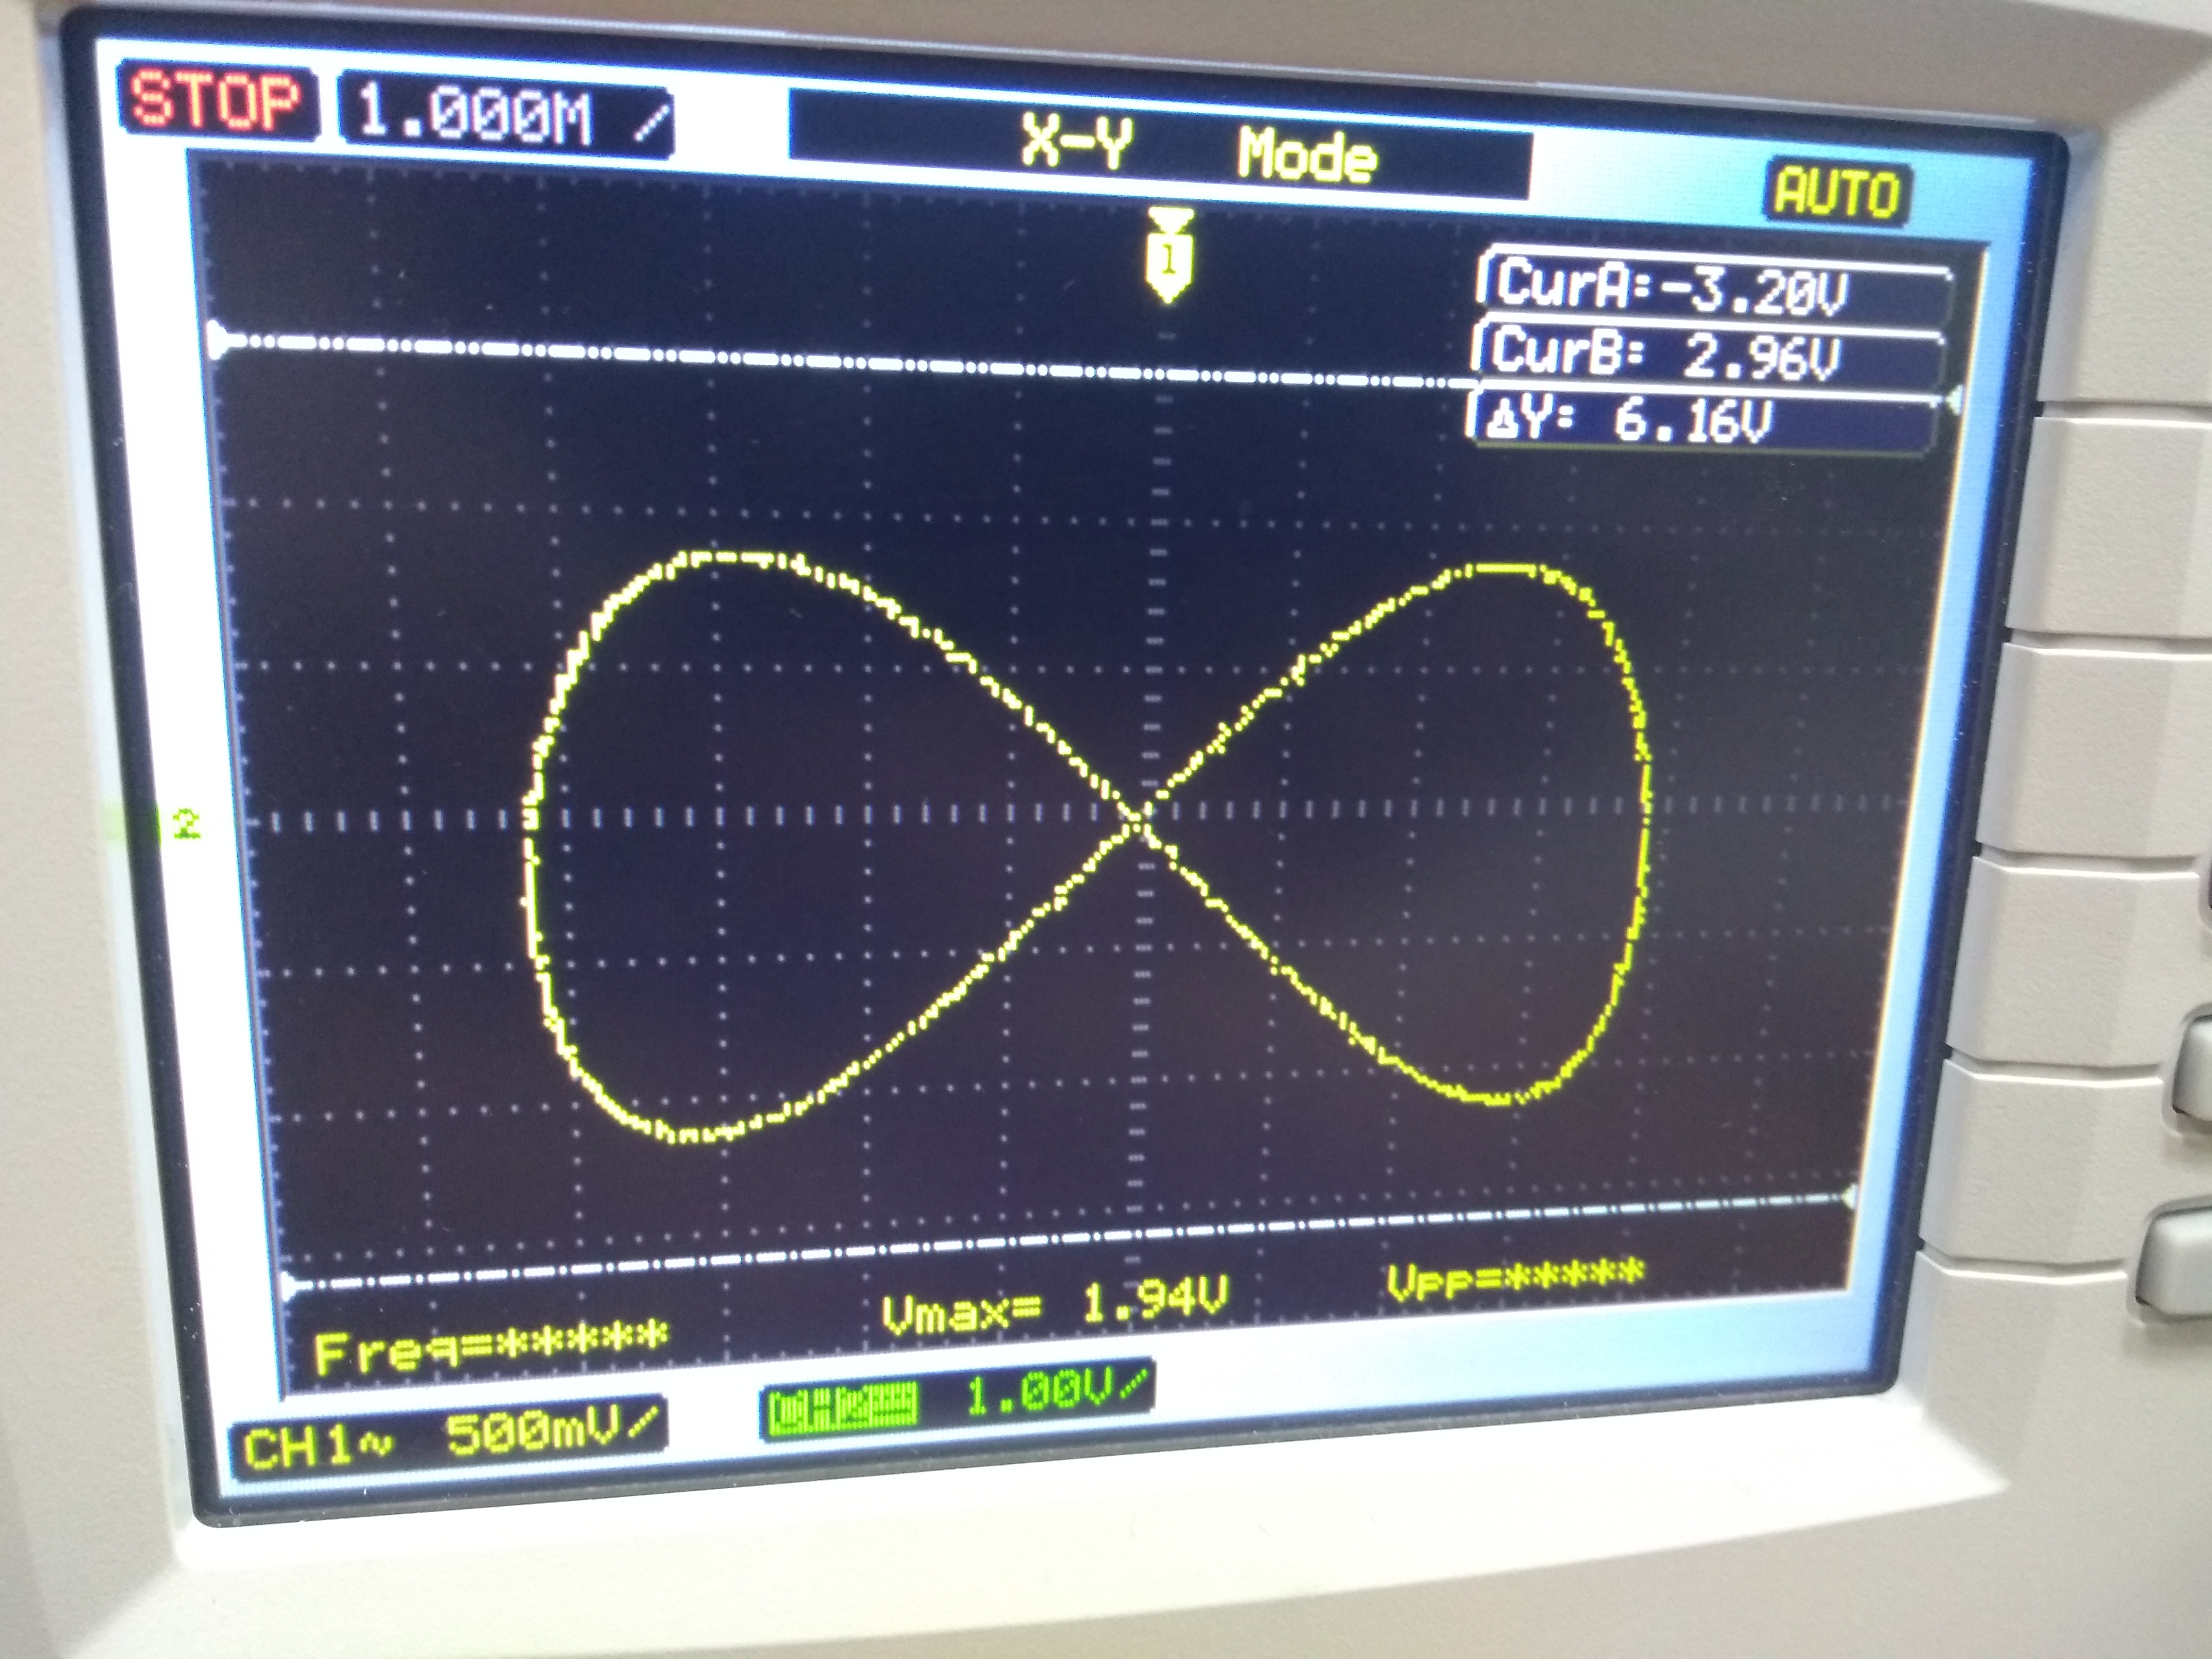 STOP 1.000M / X-Y Mode AUTO
1
CurA:-3.20V
CurB: 2.96V
ΔY: 6.16V
2
Freq=***** Vmax= 1.94V Vpp=*****
CH1~ 500mV/ CH2 1.00V/